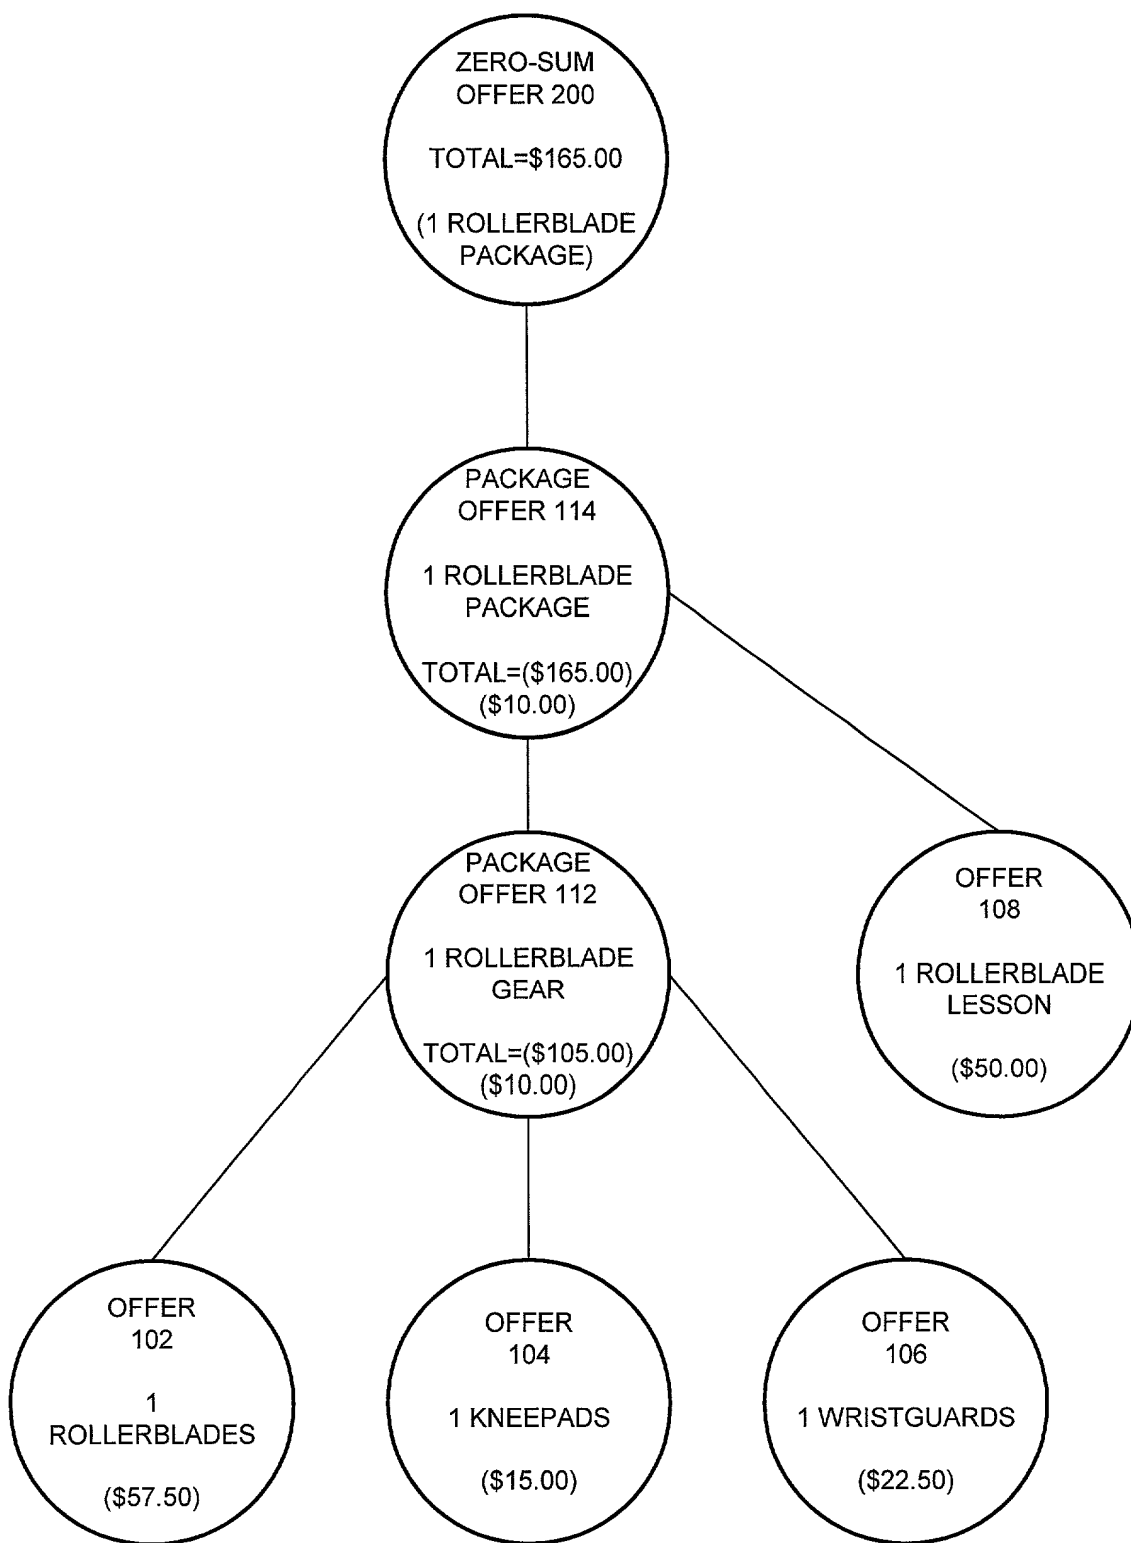 ZERO-SUM
OFFER 200
TOTAL=$165.00
(1 ROLLERBLADE
PACKAGE)
PACKAGE
OFFER 114
1 ROLLERBLADE
PACKAGE
TOTAL=($165.00)
($10.00)
PACKAGE
OFFER 112
1 ROLLERBLADE
GEAR
TOTAL=($105.00)
($10.00)
OFFER
108
1 ROLLERBLADE
LESSON
($50.00)
OFFER
102
1
ROLLERBLADES
($57.50)
OFFER
104
1 KNEEPADS
($15.00)
OFFER
106
1 WRISTGUARDS
($22.50)